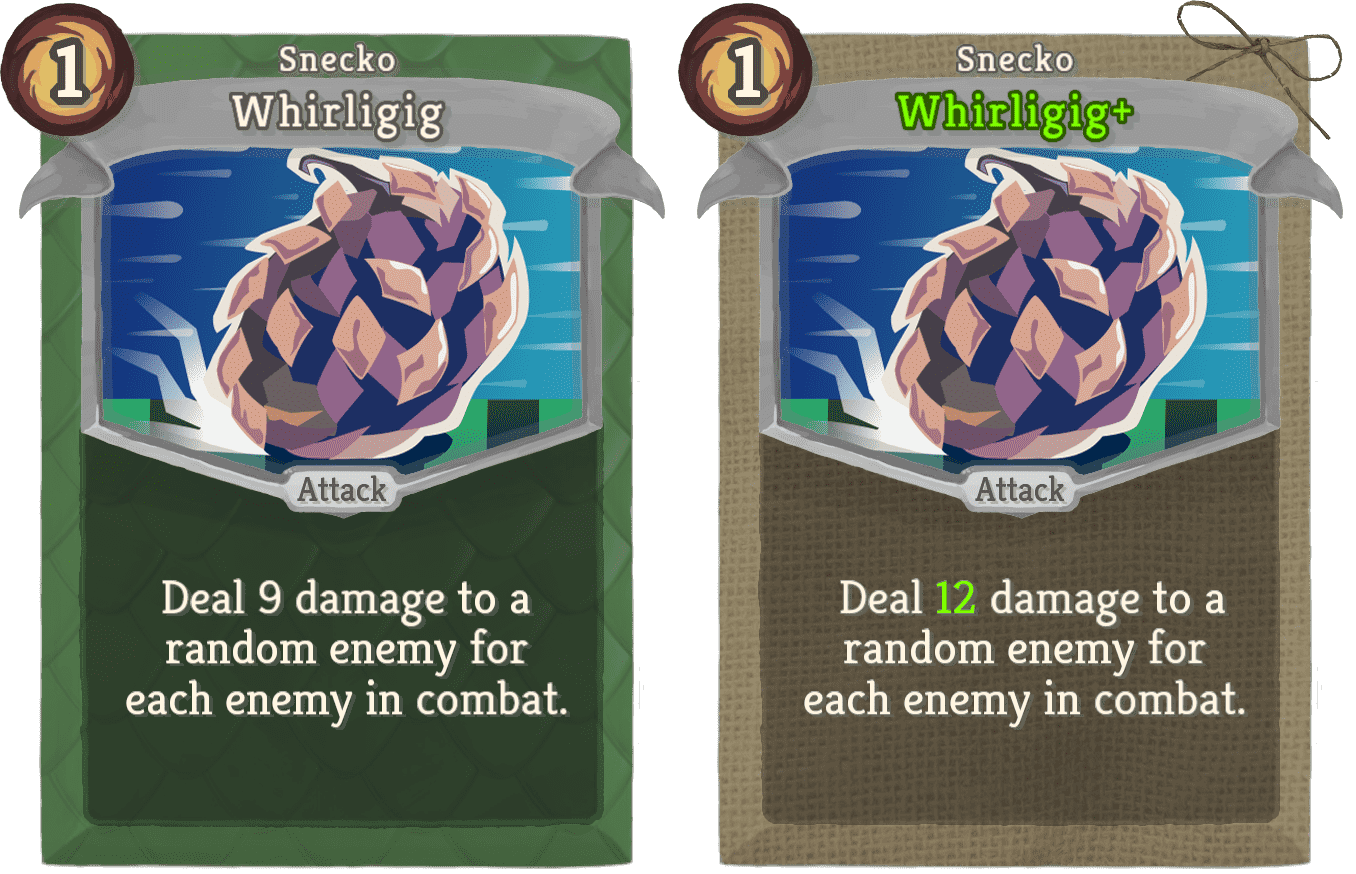 1
Snecko
Whirligig
Attack
Deal 9 damage to a
random enemy for
each enemy in combat.
1
Snecko
Whirligig+
Attack
Deal 12 damage to a
random enemy for
each enemy in combat.